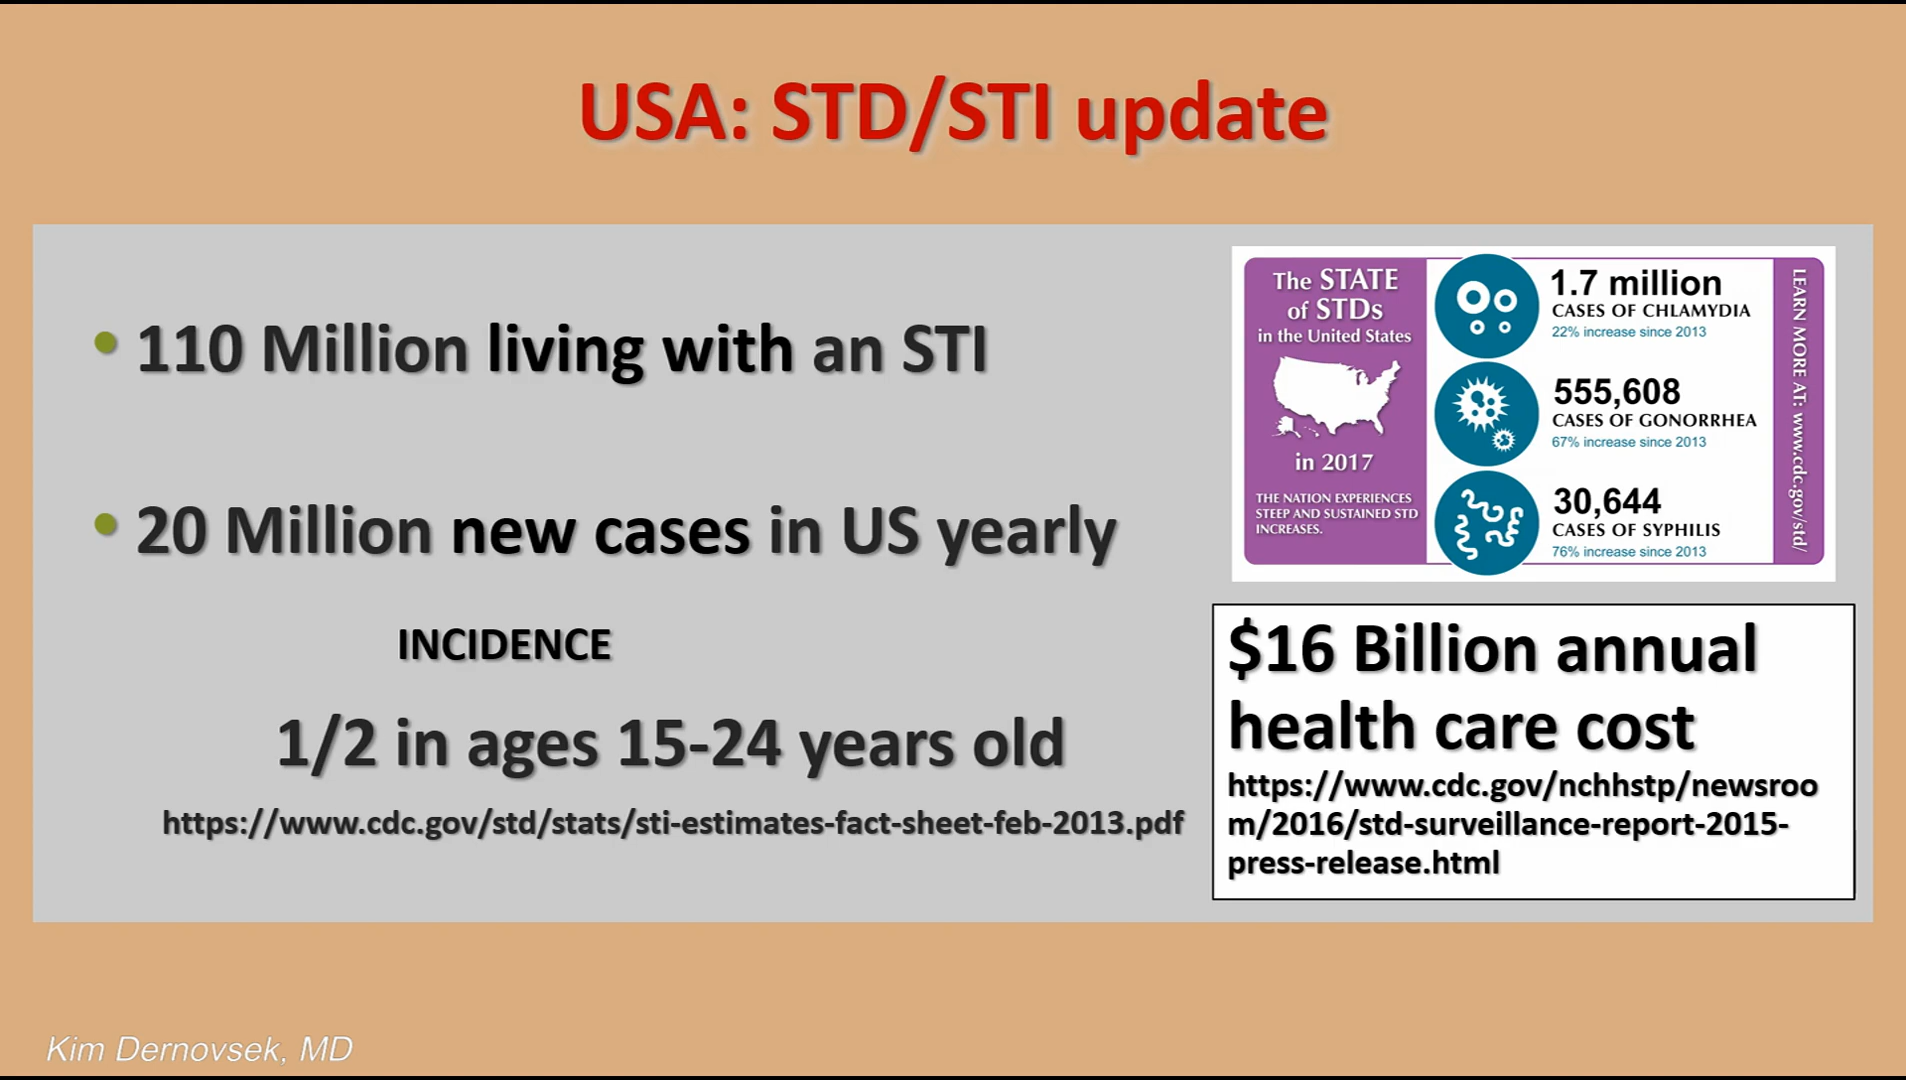 USA: STD/STI update
• 110 Million living with an STI
• 20 Million new cases in US yearly
INCIDENCE
1/2 in ages 15-24 years old
https://www.cdc.gov/std/stats/sti-estimates-fact-sheet-feb-2013.pdf
The STATE
of STDs
in the United States
in 2017
THE NATION EXPERIENCES
STEEP AND SUSTAINED STD
INCREASES.
1.7 million
CASES OF CHLAMYDIA
22% increase since 2013
555,608
CASES OF GONORRHEA
67% increase since 2013
30,644
CASES OF SYPHILIS
76% increase since 2013
LEARN MORE AT: www.cdc.gov/std/
$16 Billion annual
health care cost
https://www.cdc.gov/nchhstp/newsroo
m/2016/std-surveillance-report-2015-
press-release.html
Kim Dernovsek, MD